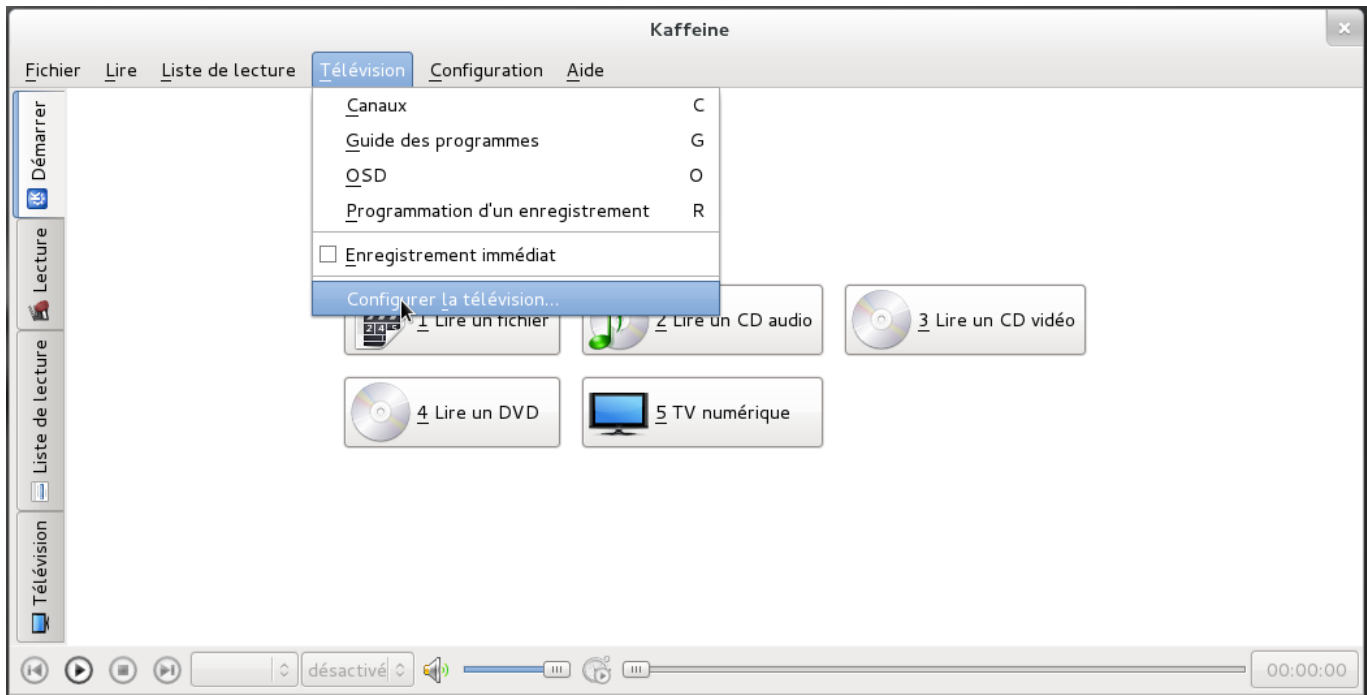 Kaffeine
Fichier Lire Liste de lecture Télévision Configuration Aide
Canaux C
Guide des programmes G
OSD O
Programmation d'un enregistrement R
Enregistrement immédiat
Configurer la télévision...
Démarrer
Lecture
Liste de lecture
Télévision
1 Lire un fichier 2 Lire un CD audio 3 Lire un CD vidéo
4 Lire un DVD 5 TV numérique
désactivé 00:00:00